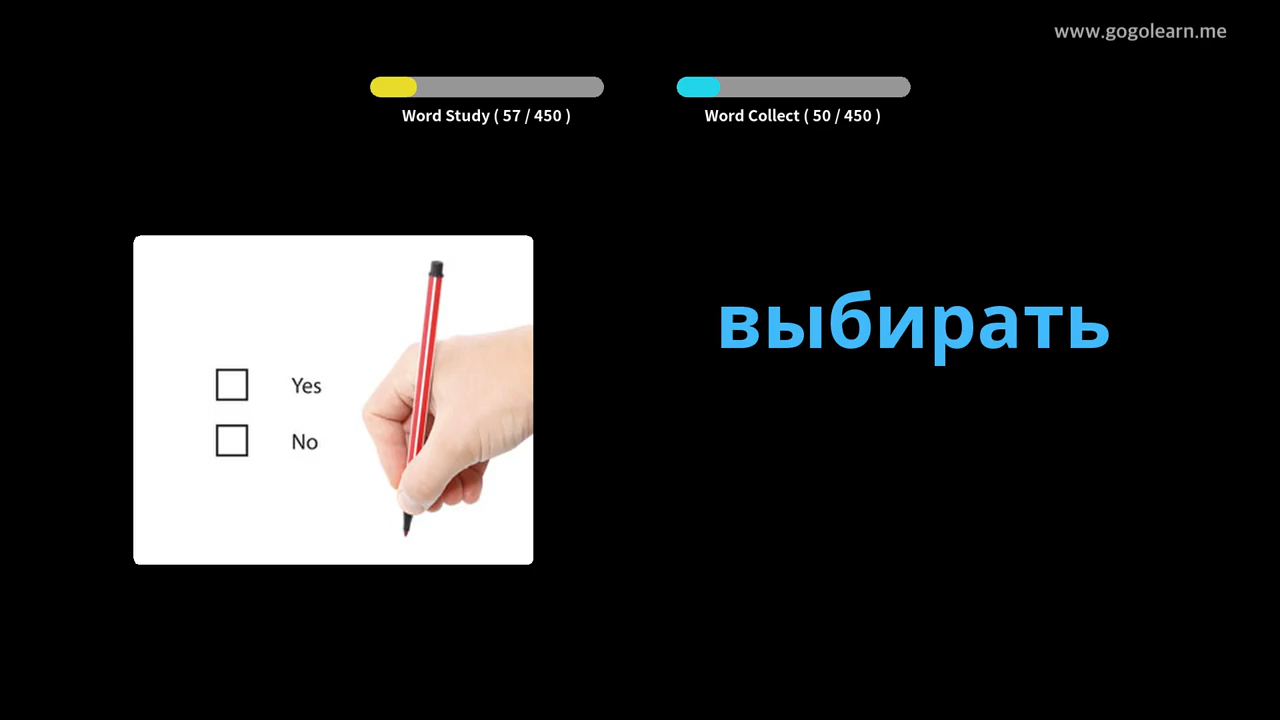 www.gogolearn.me
Word Study ( 57 / 450 )
Word Collect ( 50 / 450 )
выбирать
Yes
No